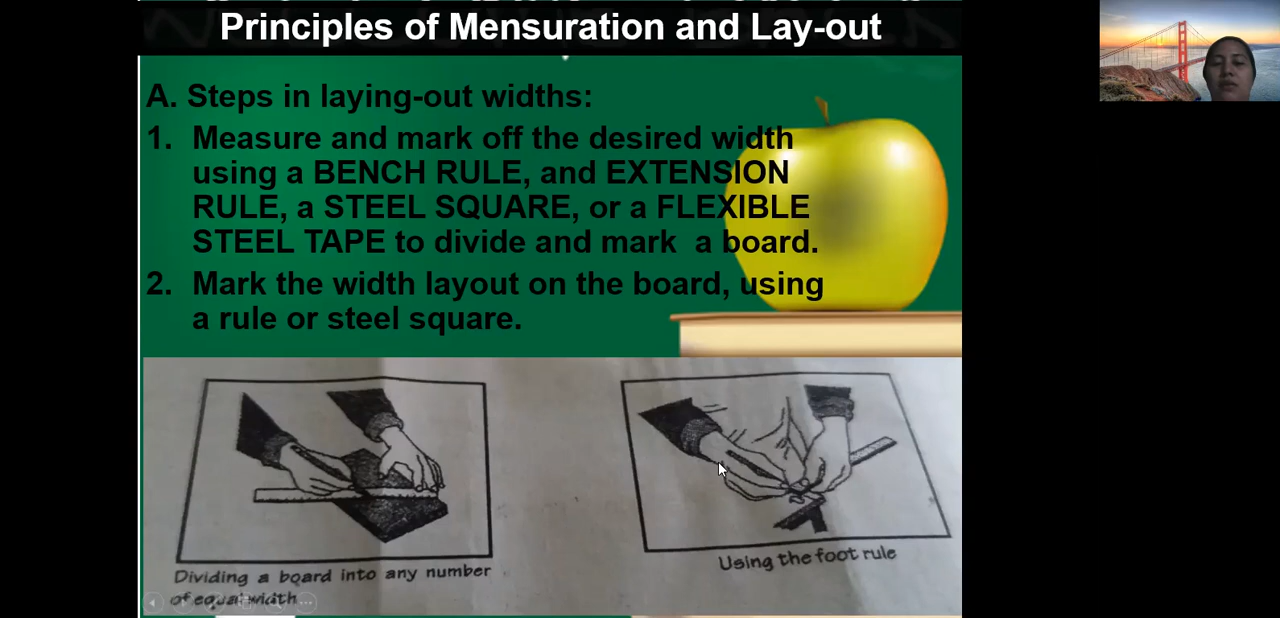 Principles of Mensuration and Lay-out
A. Steps in laying-out widths:
1. Measure and mark off the desired width
using a BENCH RULE, and EXTENSION
RULE, a STEEL SQUARE, or a FLEXIBLE
STEEL TAPE to divide and mark a board.
2. Mark the width layout on the board, using
a rule or steel square.
Dividing a board into any number
of equal width
Using the foot rule